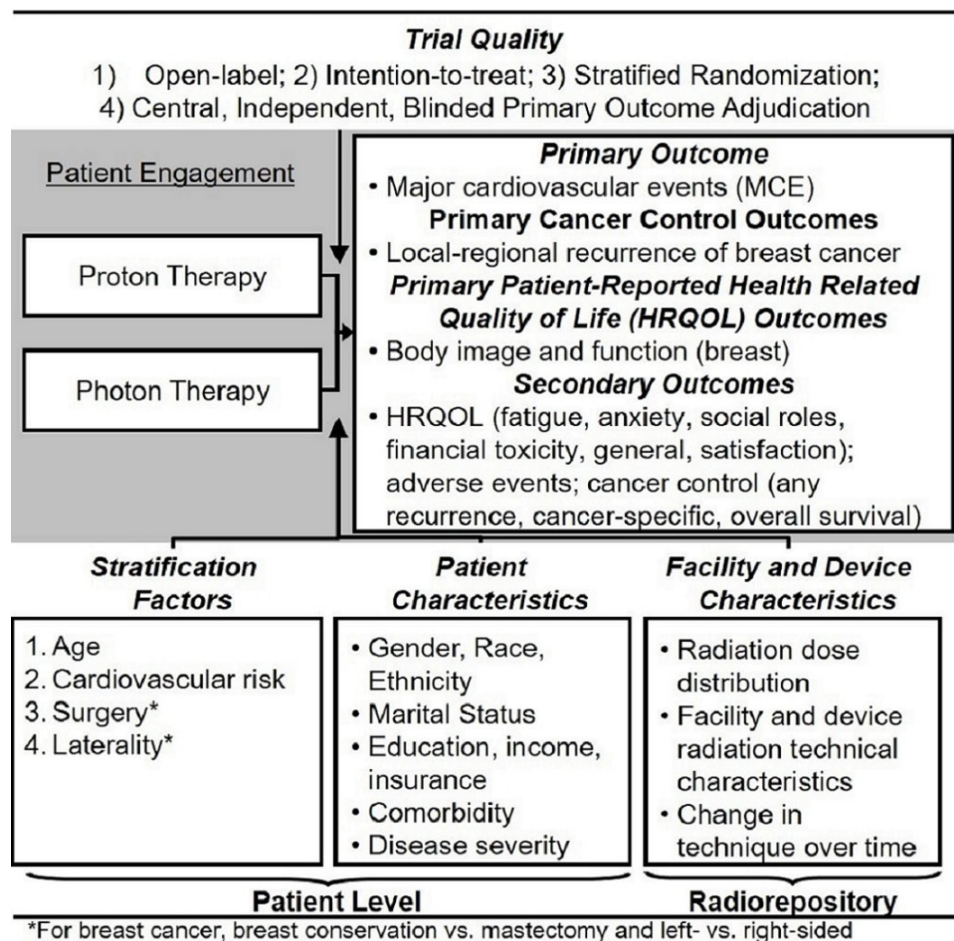 Trial Quality
1) Open-label; 2) Intention-to-treat; 3) Stratified Randomization;
4) Central, Independent, Blinded Primary Outcome Adjudication
Patient Engagement
Proton Therapy
Photon Therapy
Primary Outcome
• Major cardiovascular events (MCE)
Primary Cancer Control Outcomes
• Local-regional recurrence of breast cancer
Primary Patient-Reported Health Related
Quality of Life (HRQOL) Outcomes
• Body image and function (breast)
Secondary Outcomes
• HRQOL (fatigue, anxiety, social roles,
financial toxicity, general, satisfaction);
adverse events; cancer control (any
recurrence, cancer-specific, overall survival)
Stratification
Factors
1. Age
2. Cardiovascular risk
3. Surgery*
4. Laterality*
Patient
Characteristics
• Gender, Race,
Ethnicity
• Marital Status
• Education, income,
insurance
• Comorbidity
• Disease severity
Facility and Device
Characteristics
• Radiation dose
distribution
• Facility and device
radiation technical
characteristics
• Change in
technique over time
Patient Level
Radiorepository
*For breast cancer, breast conservation vs. mastectomy and left- vs. right-sided